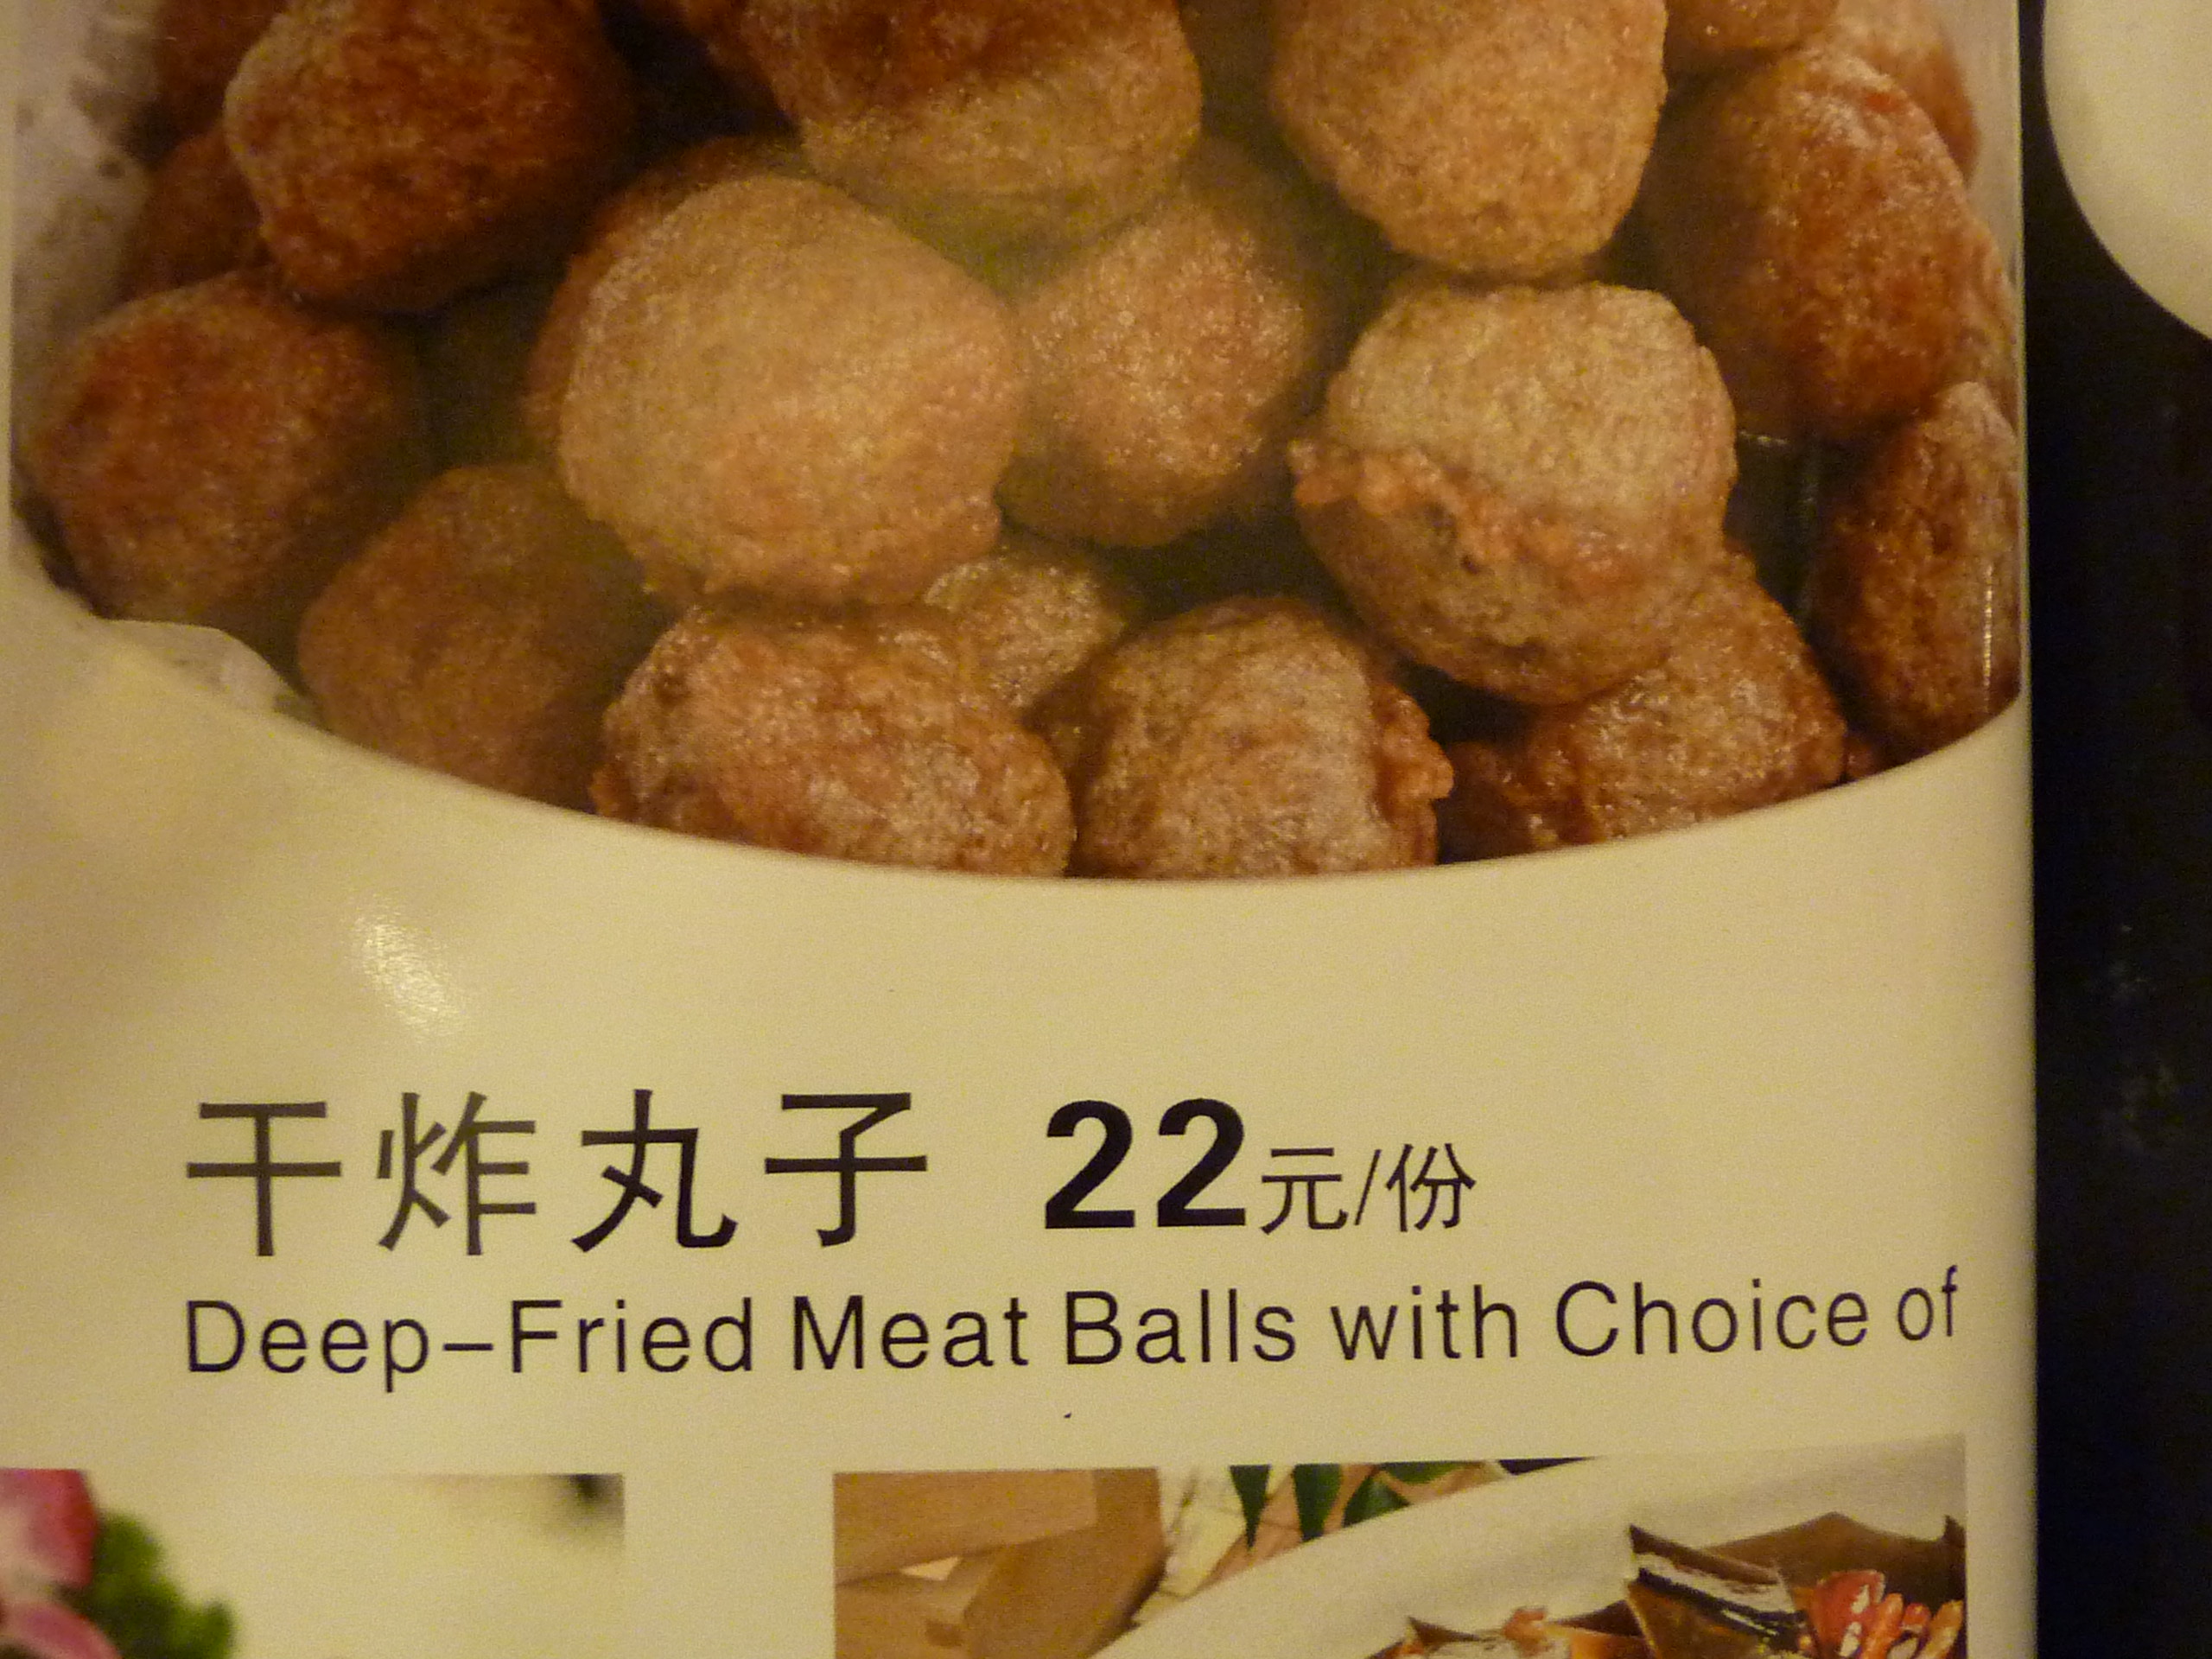 干炸丸子 22元/份
Deep-Fried Meat Balls with Choice of